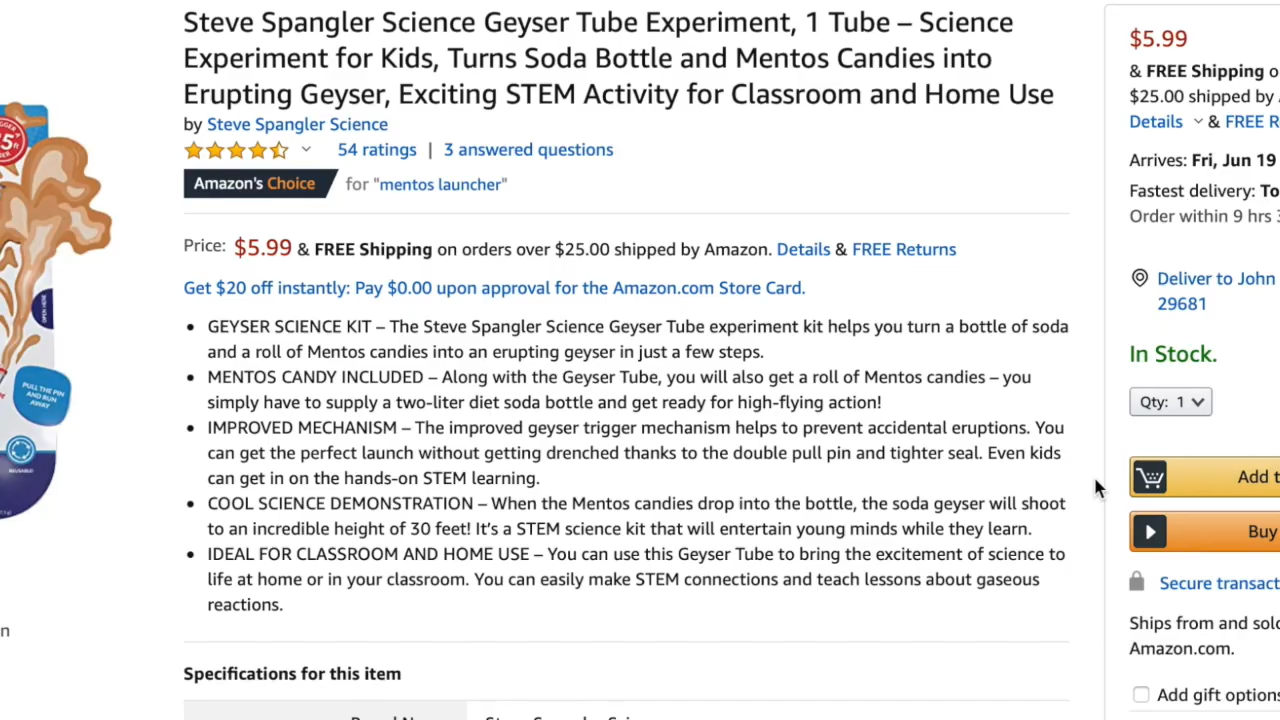 Steve Spangler Science Geyser Tube Experiment, 1 Tube – Science
Experiment for Kids, Turns Soda Bottle and Mentos Candies into
Erupting Geyser, Exciting STEM Activity for Classroom and Home Use
by Steve Spangler Science
54 ratings | 3 answered questions
Amazon's Choice for "mentos launcher"
Price: $5.99 & FREE Shipping on orders over $25.00 shipped by Amazon. Details & FREE Returns
Get $20 off instantly: Pay $0.00 upon approval for the Amazon.com Store Card.
• GEYSER SCIENCE KIT – The Steve Spangler Science Geyser Tube experiment kit helps you turn a bottle of soda
and a roll of Mentos candies into an erupting geyser in just a few steps.
• MENTOS CANDY INCLUDED – Along with the Geyser Tube, you will also get a roll of Mentos candies – you
simply have to supply a two-liter diet soda bottle and get ready for high-flying action!
• IMPROVED MECHANISM – The improved geyser trigger mechanism helps to prevent accidental eruptions. You
can get the perfect launch without getting drenched thanks to the double pull pin and tighter seal. Even kids
can get in on the hands-on STEM learning.
• COOL SCIENCE DEMONSTRATION – When the Mentos candies drop into the bottle, the soda geyser will shoot
to an incredible height of 30 feet! It's a STEM science kit that will entertain young minds while they learn.
• IDEAL FOR CLASSROOM AND HOME USE – You can use this Geyser Tube to bring the excitement of science to
life at home or in your classroom. You can easily make STEM connections and teach lessons about gaseous
reactions.
Specifications for this item
$5.99
& FREE Shipping o
$25.00 shipped by
Details & FREE R
Arrives: Fri, Jun 19
Fastest delivery: To
Order within 9 hrs
Deliver to John
29681
In Stock.
Qty: 1
Add t
Buy
Secure transact
Ships from and sold
Amazon.com.
Add gift options
OPEN HERE
PULL THE PIN
AND RUN
AWAY
REUSABLE!